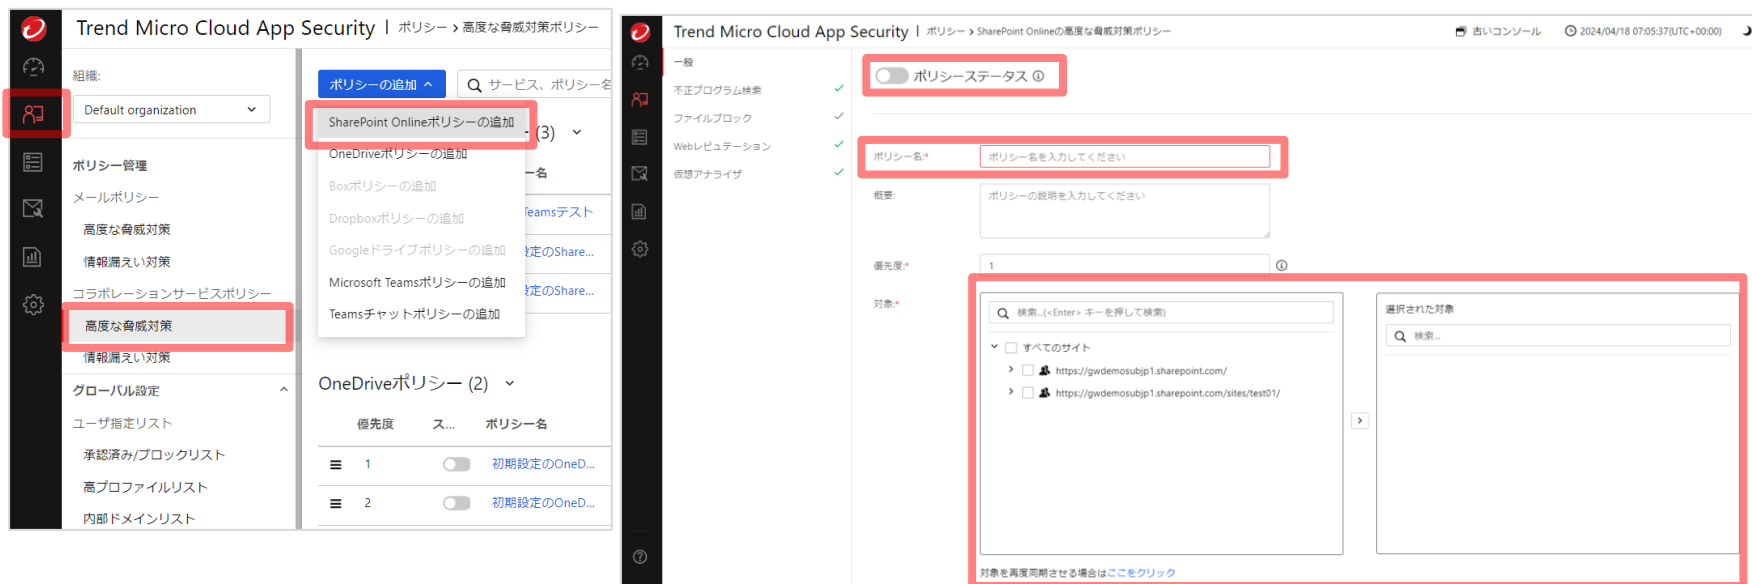 Trend Micro Cloud App Security | ポリシー > 高度な脅威対策ポリシー
組織:
Default organization
ポリシー管理
メールポリシー
高度な脅威対策
情報漏えい対策
コラボレーションサービスポリシー
高度な脅威対策
情報漏えい対策
グローバル設定
ユーザ指定リスト
承認済み/ブロックリスト
高プロファイルリスト
内部ドメインリスト
ポリシーの追加
サービス、ポリシー名
SharePoint Onlineポリシーの追加
(3)
OneDriveポリシーの追加
Boxポリシーの追加
Dropboxポリシーの追加
Googleドライブポリシーの追加
Microsoft Teamsポリシーの追加
Teamsチャットポリシーの追加
ー名
Teamsテスト
設定のShare...
設定のShare...
OneDriveポリシー (2)
優先度 ス... ポリシー名
1 初期設定のOneD...
2 初期設定のOneD...
Trend Micro Cloud App Security | ポリシー > SharePoint Onlineの高度な脅威対策ポリシー
古いコンソール
2024/04/18 07:05:37(UTC+00:00)
一般
不正プログラム検索
ファイルブロック
Webレピュテーション
仮想アナライザ
ポリシーステータス
ポリシー名:*
ポリシー名を入力してください
概要:
ポリシーの説明を入力してください
優先度:*
1
対象:*
検索...(<Enter> キーを押して検索)
すべてのサイト
https://gwdemosubjp1.sharepoint.com/
https://gwdemosubjp1.sharepoint.com/sites/test01/
選択された対象
検索...
対象を再度同期させる場合はここをクリック